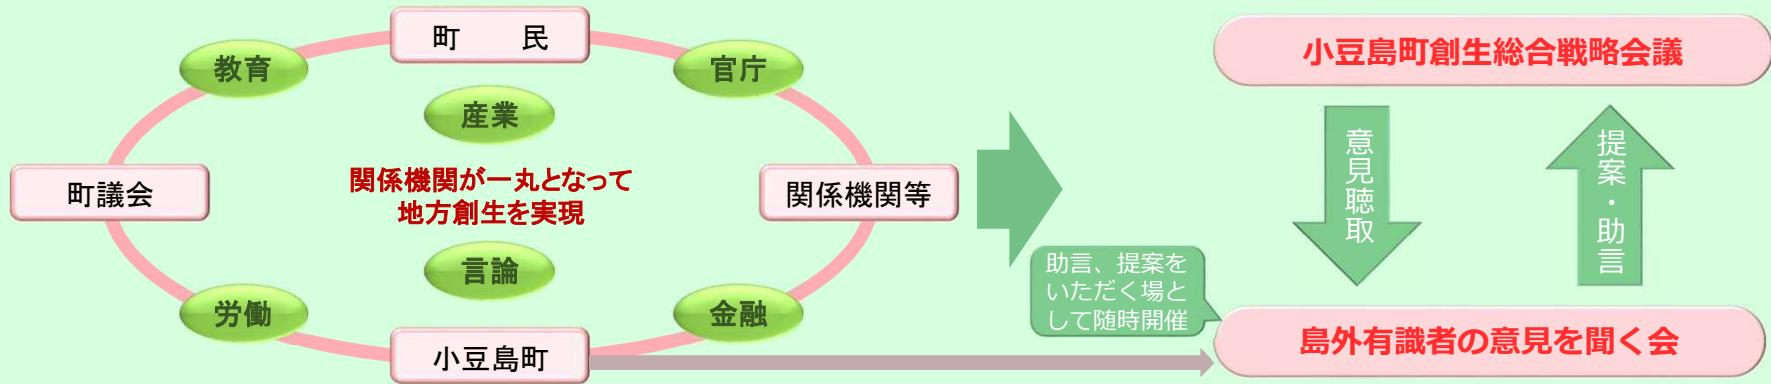 町　　民
教育
官庁
産業
町議会
関係機関が一丸となって
地方創生を実現
関係機関等
言論
労働
金融
小豆島町
小豆島町創生総合戦略会議
意見聴取
提案・助言
助言、提案を
いただく場と
して随時開催
島外有識者の意見を聞く会